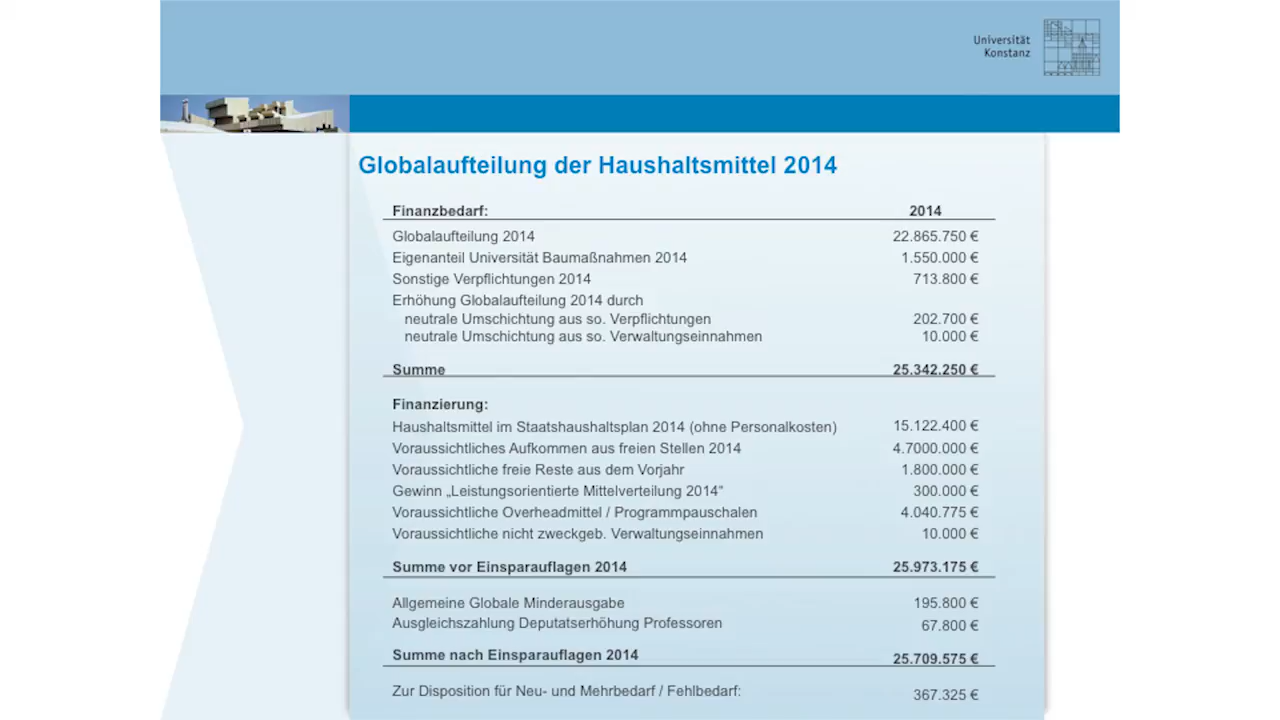 Universität
Konstanz
Globalaufteilung der Haushaltsmittel 2014
Finanzbedarf: 2014
Globalaufteilung 2014 22.865.750 €
Eigenanteil Universität Baumaßnahmen 2014 1.550.000 €
Sonstige Verpflichtungen 2014 713.800 €
Erhöhung Globalaufteilung 2014 durch
neutrale Umschichtung aus so. Verpflichtungen 202.700 €
neutrale Umschichtung aus so. Verwaltungseinnahmen 10.000 €
Summe 25.342.250 €
Finanzierung:
Haushaltsmittel im Staatshaushaltsplan 2014 (ohne Personalkosten) 15.122.400 €
Voraussichtliches Aufkommen aus freien Stellen 2014 4.7000.000 €
Voraussichtliche freie Reste aus dem Vorjahr 1.800.000 €
Gewinn „Leistungsorientierte Mittelverteilung 2014“ 300.000 €
Voraussichtliche Overheadmittel / Programmpauschalen 4.040.775 €
Voraussichtliche nicht zweckgeb. Verwaltungseinnahmen 10.000 €
Summe vor Einsparauflagen 2014 25.973.175 €
Allgemeine Globale Minderausgabe 195.800 €
Ausgleichszahlung Deputatserhöhung Professoren 67.800 €
Summe nach Einsparauflagen 2014 25.709.575 €
Zur Disposition für Neu- und Mehrbedarf / Fehlbedarf: 367.325 €